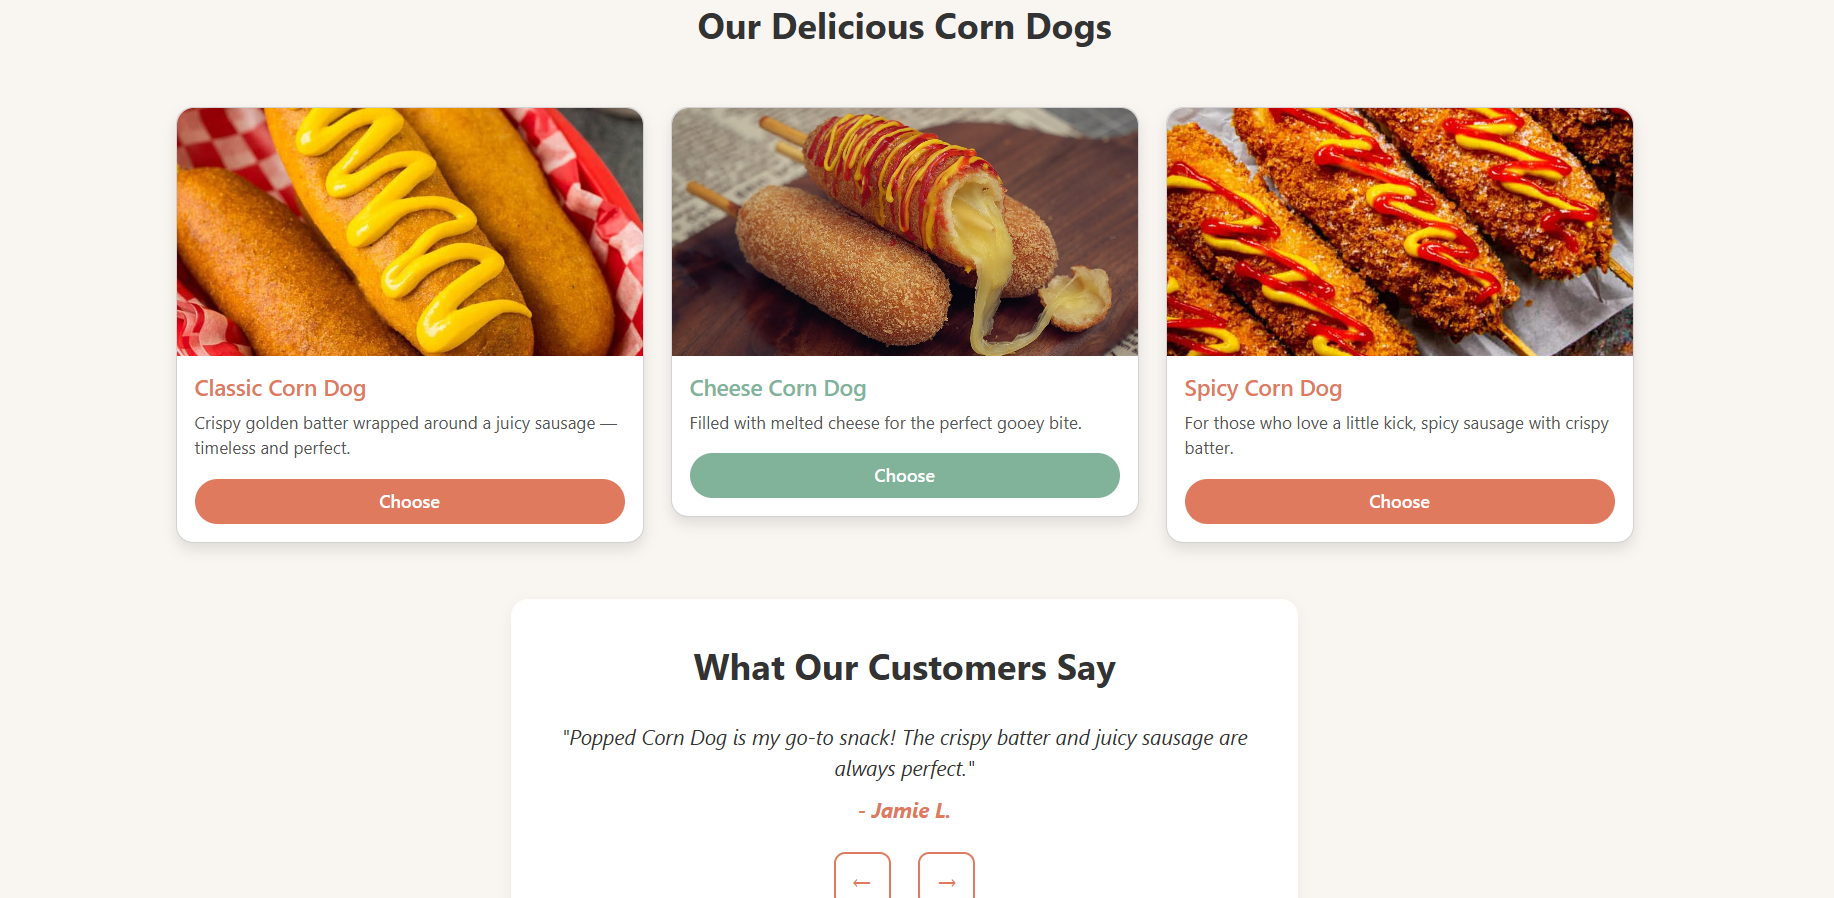 Our Delicious Corn Dogs
Classic Corn Dog
Crispy golden batter wrapped around a juicy sausage —
timeless and perfect.
Choose
Cheese Corn Dog
Filled with melted cheese for the perfect gooey bite.
Choose
Spicy Corn Dog
For those who love a little kick, spicy sausage with crispy
batter.
Choose
What Our Customers Say
"Popped Corn Dog is my go-to snack! The crispy batter and juicy sausage are
always perfect."
- Jamie L.
← →